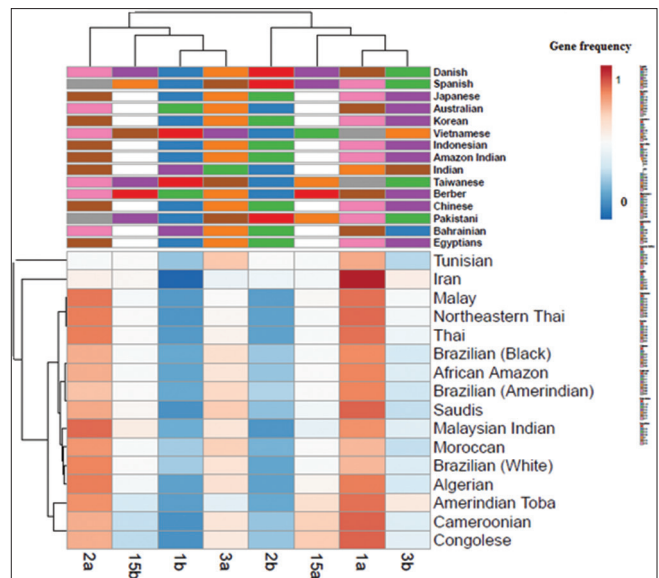 Gene frequency
1
0
Danish
Spanish
Japanese
Australian
Korean
Vietnamese
Indonesian
Amazon Indian
Indian
Taiwanese
Berber
Chinese
Pakistani
Bahrainian
Egyptians
Tunisian
Iran
Malay
Northeastern Thai
Thai
Brazilian (Black)
African Amazon
Brazilian (Amerindian)
Saudis
Malaysian Indian
Moroccan
Brazilian (White)
Algerian
Amerindian Toba
Cameroonian
Congolese
2a 15b 1b 3a 2b 15a 1a 3b